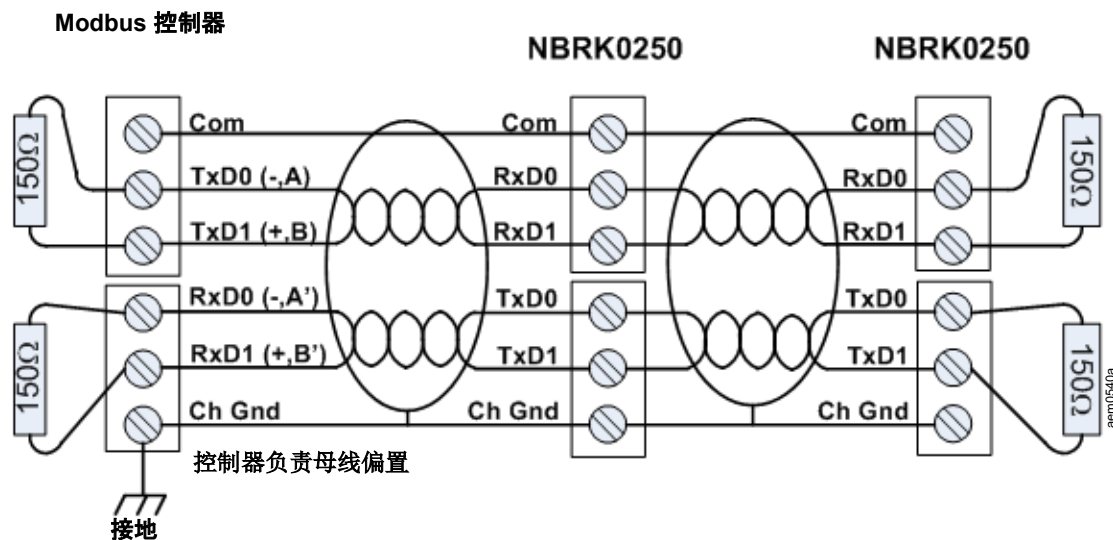 Modbus 控制器
NBRK0250
NBRK0250
Com
Com
Com
150Ω
TxD0 (-,A)
RxD0
RxD0
150Ω
TxD1 (+,B)
RxD1
RxD1
RxD0 (-,A’)
TxD0
TxD0
150Ω
RxD1 (+,B’)
TxD1
TxD1
150Ω
Ch Gnd
Ch Gnd
Ch Gnd
aem0540a
控制器负责母线偏置
接地